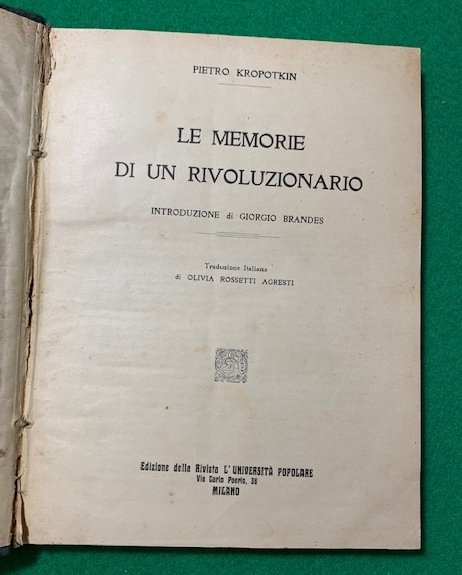 PIETRO KROPOTKIN
LE MEMORIE
DI UN RIVOLUZIONARIO
INTRODUZIONE di GIORGIO BRANDES
Traduzione Italiana
di OLIVIA ROSSETTI AGRESTI
Edizione della Rivista L'UNIVERSITÀ POPOLARE
Via Carlo Poerio, 38
MILANO